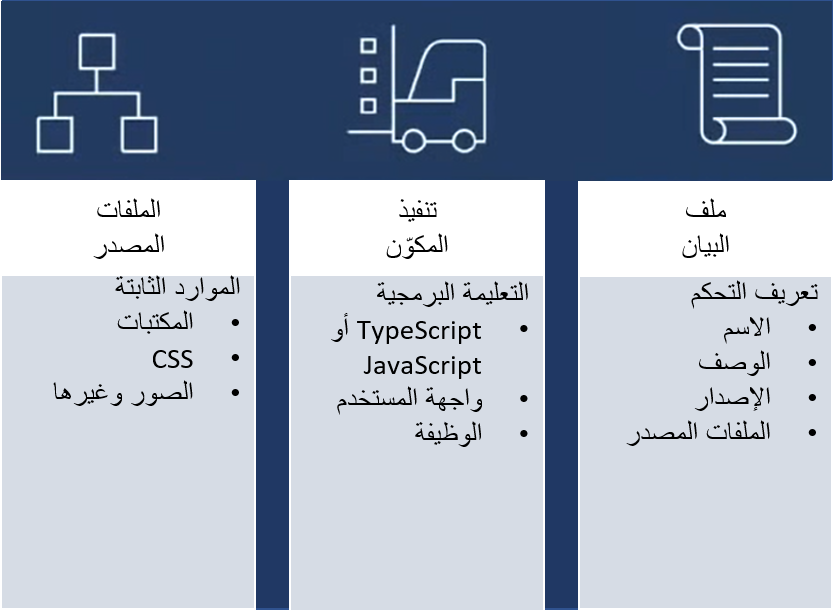 ملف
البيان
تعريف التحكم
• الاسم
• الوصف
• الإصدار
• الملفات المصدر
تنفيذ
المكوّن
التعليمة البرمجية
• TypeScript أو
JavaScript
• واجهة المستخدم
• الوظيفة
الملفات
المصدر
الموارد الثابتة
• المكتبات
• CSS
• الصور وغيرها